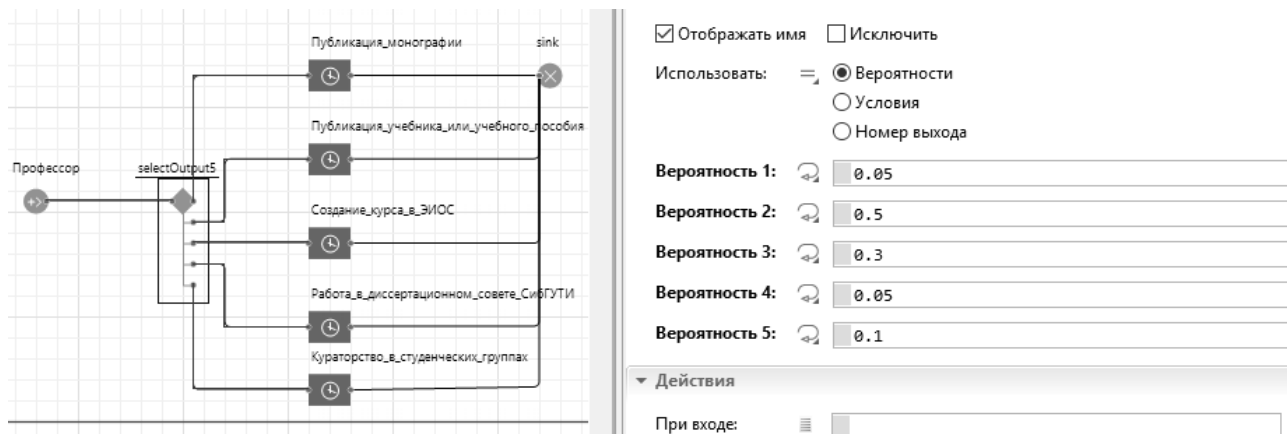 Публикация_монографии
sink
Публикация_учебника_или_учебного_пособия
Профессор
selectOutput5
Создание_курса_в_ЭИОС
Работа_в_диссертационном_совете_СибГУТИ
Кураторство_в_студенческих_группах
Отображать имя Исключить
Использовать: Вероятности
Условия
Номер выхода
Вероятность 1: 0.05
Вероятность 2: 0.5
Вероятность 3: 0.3
Вероятность 4: 0.05
Вероятность 5: 0.1
Действия
При входе: